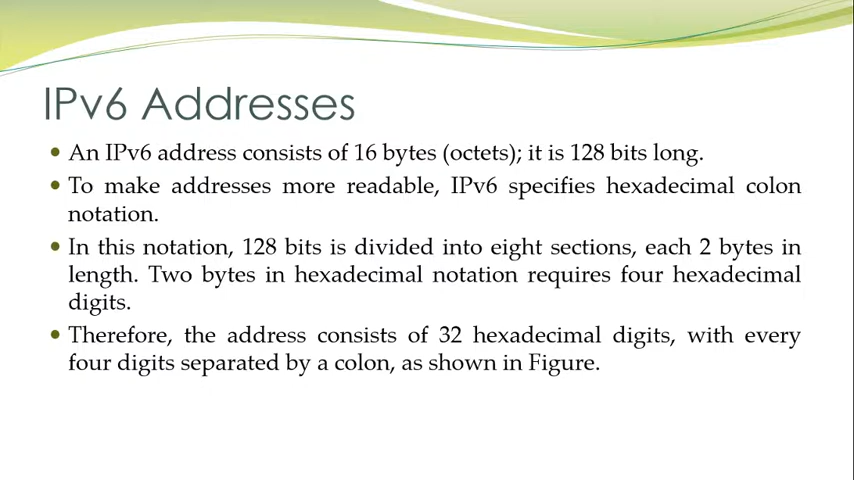 IPv6 Addresses
• An IPv6 address consists of 16 bytes (octets); it is 128 bits long.
• To make addresses more readable, IPv6 specifies hexadecimal colon
notation.
• In this notation, 128 bits is divided into eight sections, each 2 bytes in
length. Two bytes in hexadecimal notation requires four hexadecimal
digits.
• Therefore, the address consists of 32 hexadecimal digits, with every
four digits separated by a colon, as shown in Figure.